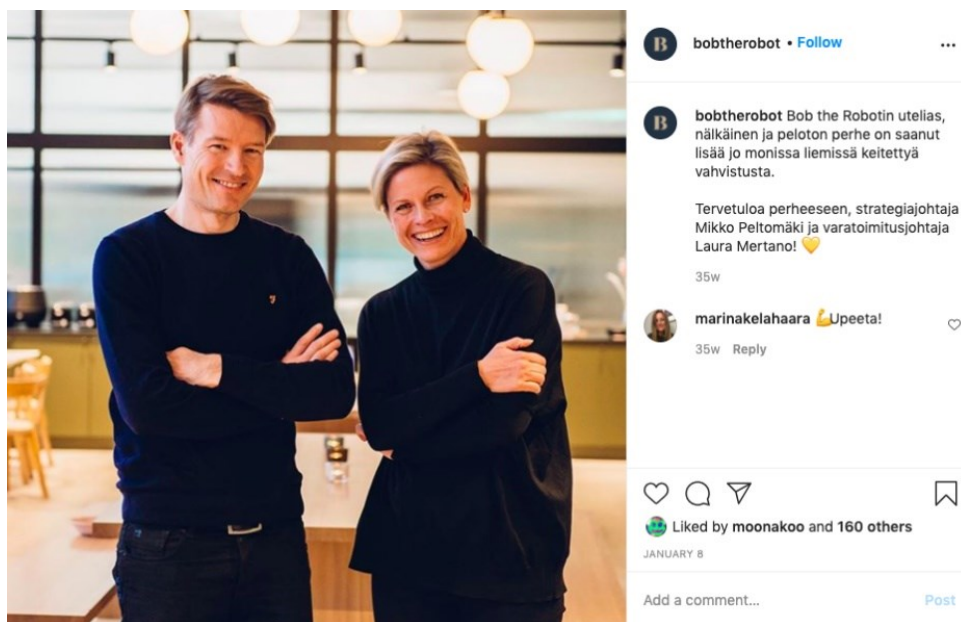 B
bobtherobot • Follow
B
bobtherobot Bob the Robotin utelias,
nälkäinen ja peloton perhe on saanut
lisää jo monissa liemissä keitettyä
vahvistusta.
Tervetuloa perheeseen, strategiajohtaja
Mikko Peltomäki ja varatoimitusjohtaja
Laura Mertano! 💛
35w
marinakelahaara 💪Upeeta!
35w Reply
Liked by moonakoo and 160 others
JANUARY 8
Add a comment...
Post